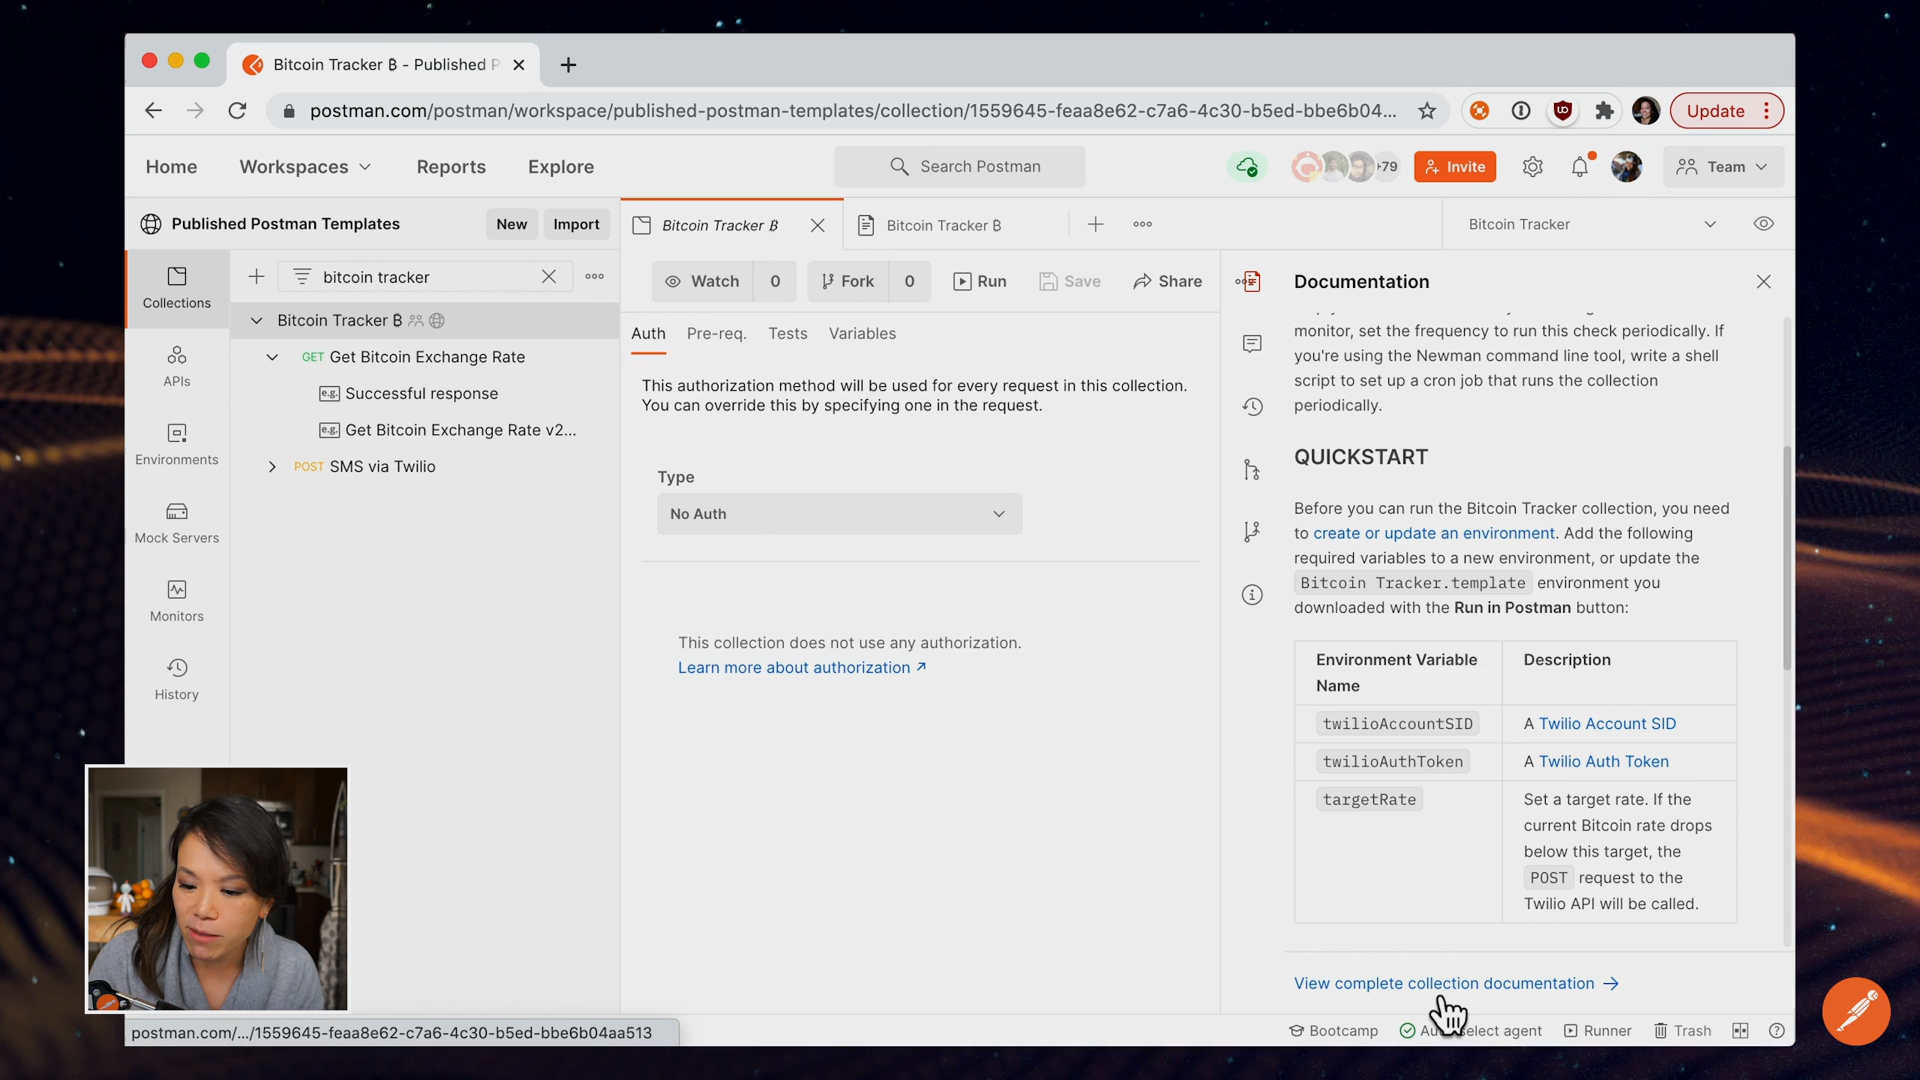 Bitcoin Tracker ₿ - Published P
postman.com/postman/workspace/published-postman-templates/collection/1559645-feaa8e62-c7a6-4c30-b5ed-bbe6b04...
Update
Home
Workspaces
Reports
Explore
Search Postman
+79
Invite
Team
Published Postman Templates
New
Import
Bitcoin Tracker ₿
Bitcoin Tracker ₿
Bitcoin Tracker
Collections
APIs
Environments
Mock Servers
Monitors
History
bitcoin tracker
Bitcoin Tracker ₿
GET Get Bitcoin Exchange Rate
e.g. Successful response
e.g. Get Bitcoin Exchange Rate v2...
POST SMS via Twilio
Watch 0
Fork 0
Run
Save
Share
Auth
Pre-req.
Tests
Variables
This authorization method will be used for every request in this collection.
You can override this by specifying one in the request.
Type
No Auth
This collection does not use any authorization.
Learn more about authorization ↗
Documentation
monitor, set the frequency to run this check periodically. If
you're using the Newman command line tool, write a shell
script to set up a cron job that runs the collection
periodically.
QUICKSTART
Before you can run the Bitcoin Tracker collection, you need
to create or update an environment. Add the following
required variables to a new environment, or update the
Bitcoin Tracker.template environment you
downloaded with the Run in Postman button:
Environment Variable
Name
Description
twilioAccountSID
A Twilio Account SID
twilioAuthToken
A Twilio Auth Token
targetRate
Set a target rate. If the
current Bitcoin rate drops
below this target, the
POST request to the
Twilio API will be called.
View complete collection documentation →
postman.com/.../1559645-feaa8e62-c7a6-4c30-b5ed-bbe6b04aa513
Bootcamp
select agent
Runner
Trash